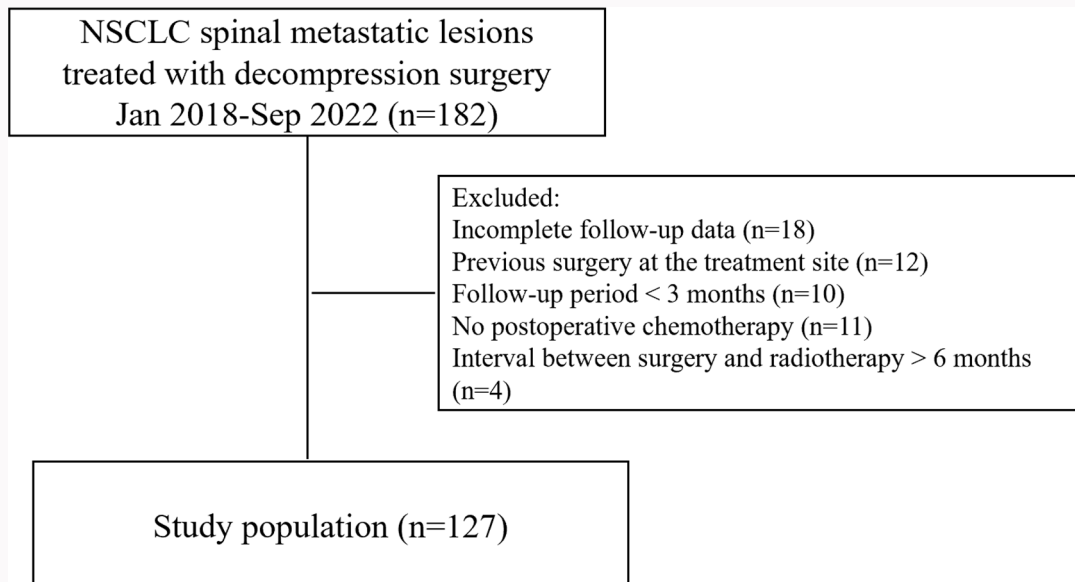 NSCLC spinal metastatic lesions
treated with decompression surgery
Jan 2018-Sep 2022 (n=182)
Excluded:
Incomplete follow-up data (n=18)
Previous surgery at the treatment site (n=12)
Follow-up period < 3 months (n=10)
No postoperative chemotherapy (n=11)
Interval between surgery and radiotherapy > 6 months
(n=4)
Study population (n=127)